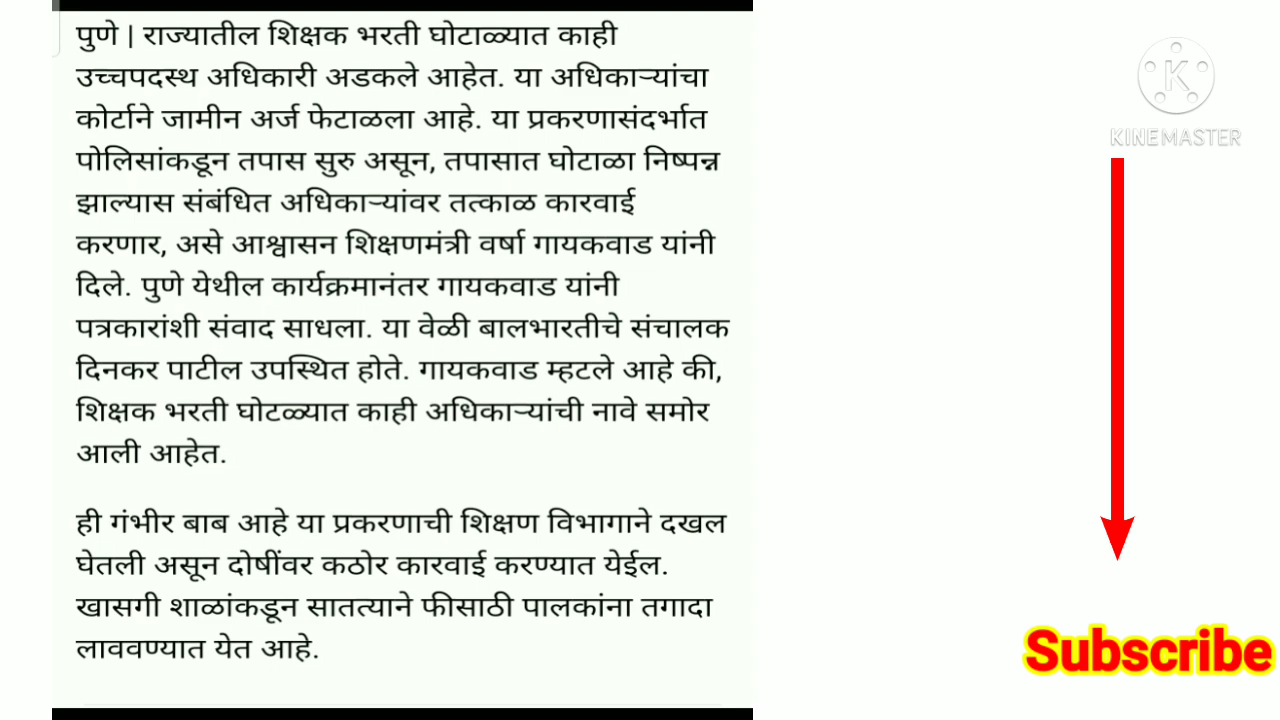 पुणे | राज्यातील शिक्षक भरती घोटाळ्यात काही
उच्चपदस्थ अधिकारी अडकले आहेत. या अधिकाऱ्यांचा
कोर्टाने जामीन अर्ज फेटाळला आहे. या प्रकरणासंदर्भात
पोलिसांकडून तपास सुरु असून, तपासात घोटाळा निष्पन्न
झाल्यास संबंधित अधिकाऱ्यांवर तत्काळ कारवाई
करणार, असे आश्वासन शिक्षणमंत्री वर्षा गायकवाड यांनी
दिले. पुणे येथील कार्यक्रमानंतर गायकवाड यांनी
पत्रकारांशी संवाद साधला. या वेळी बालभारतीचे संचालक
दिनकर पाटील उपस्थित होते. गायकवाड म्हटले आहे की,
शिक्षक भरती घोटळ्यात काही अधिकाऱ्यांची नावे समोर
आली आहेत.
ही गंभीर बाब आहे या प्रकरणाची शिक्षण विभागाने दखल
घेतली असून दोषींवर कठोर कारवाई करण्यात येईल.
खासगी शाळांकडून सातत्याने फीसाठी पालकांना तगादा
लाववण्यात येत आहे.
K
KINEMASTER
Subscribe